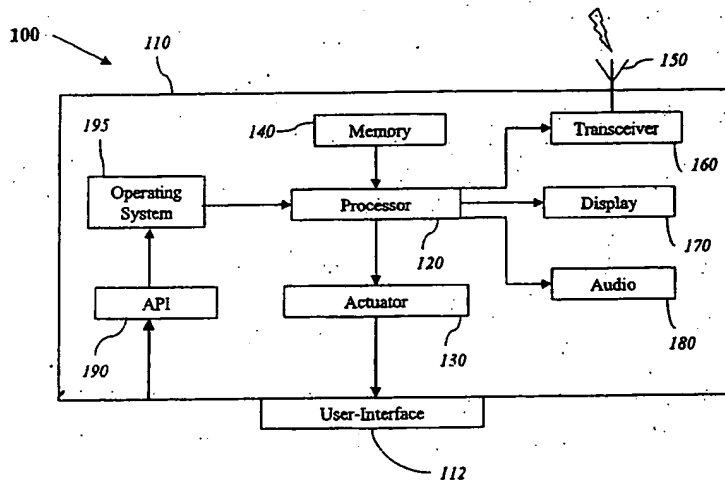 100
110
150
195
140
Memory
Transceiver
160
Operating
System
Processor
120
Display
170
API
190
Actuator
130
Audio
180
User-Interface
112